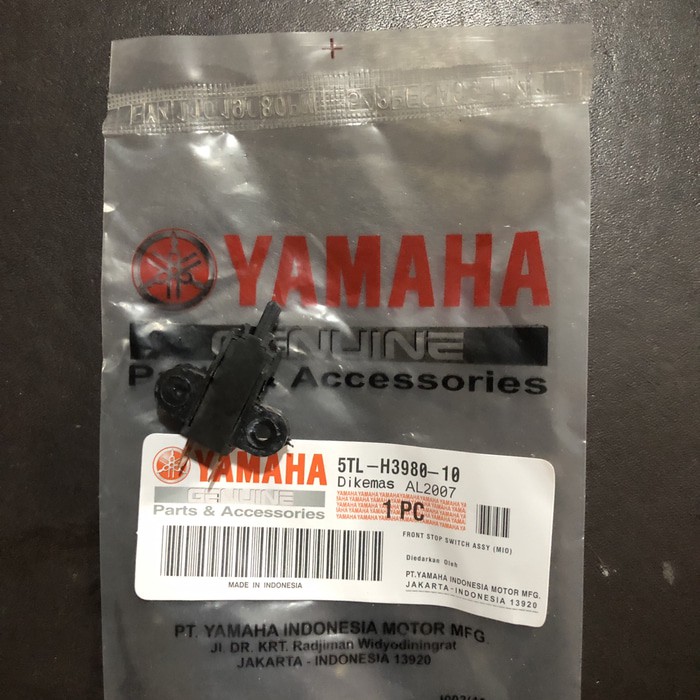 YAMAHA
GENUINE
Parts & Accessories
YAMAHA
GENUINE
Parts & Accessories
MADE IN INDONESIA
5TL-H3980-10
Dikemas AL2007
1 PC
FRONT STOP SWITCH ASSY (MIO)
Diedarkan Oleh
PT.YAMAHA INDONESIA MOTOR MFG.
JAKARTA-INDONESIA 13920
PT. YAMAHA INDONESIA MOTOR MFG
Jl. DR. KRT. Radjiman Widyodiningrat
JAKARTA - INDONESIA 13920